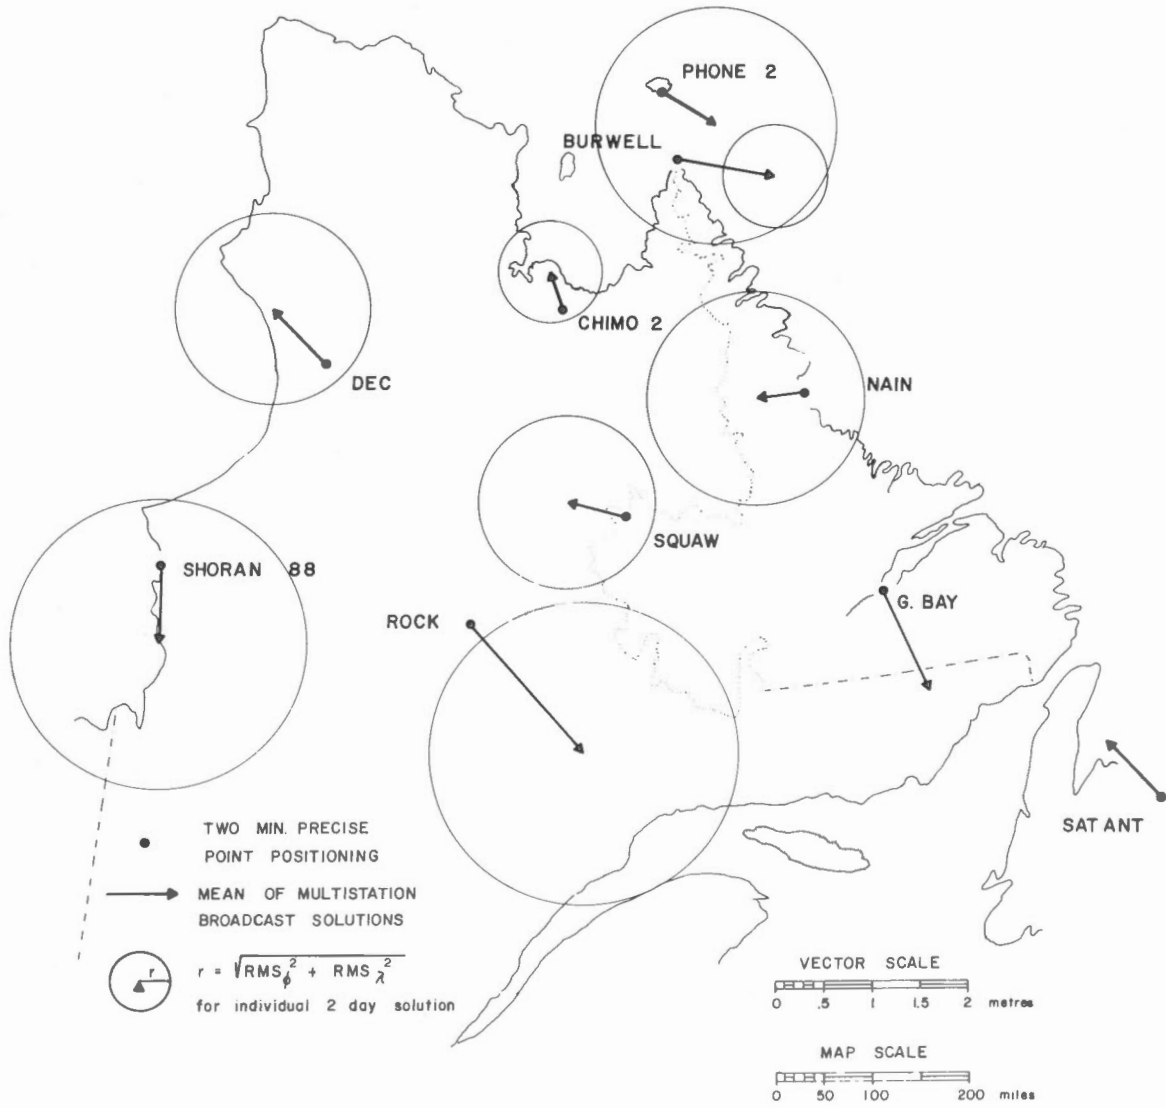 PHONE 2
BURWELL
CHIMO 2
DEC
NAIN
SQUAW
SHORAN 88
G. BAY
ROCK
SAT ANT
TWO MIN. PRECISE
POINT POSITIONING
MEAN OF MULTISTATION
BROADCAST SOLUTIONS
r
r = √RMS_ϕ² + RMS_λ²
for individual 2 day solution
VECTOR SCALE
0 .5 1 1.5 2 metres
MAP SCALE
0 50 100 200 miles